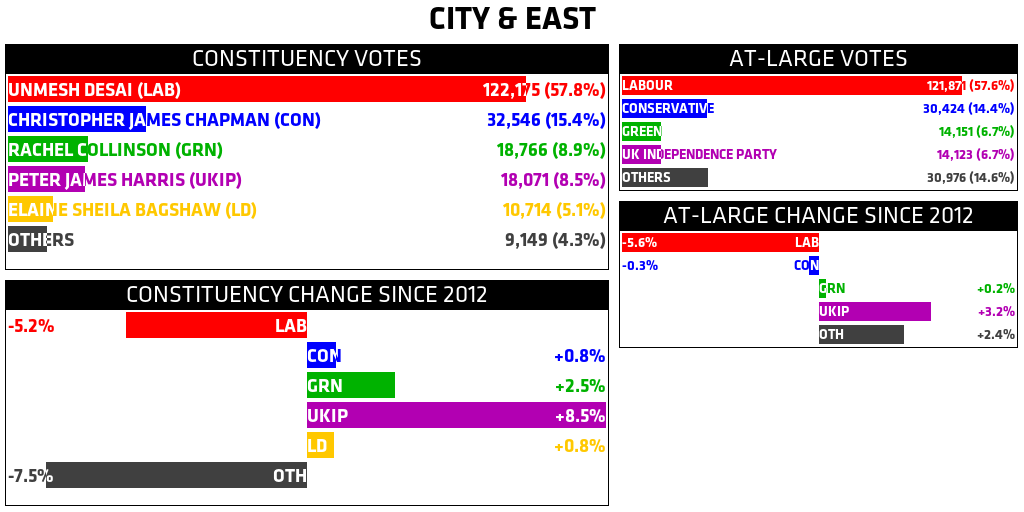 CITY & EAST
CONSTITUENCY VOTES
UNMESH DESAI (LAB) 122,175 (57.8%)
CHRISTOPHER JAMES CHAPMAN (CON) 32,546 (15.4%)
RACHEL COLLINSON (GRN) 18,766 (8.9%)
PETER JAMES HARRIS (UKIP) 18,071 (8.5%)
ELAINE SHEILA BAGSHAW (LD) 10,714 (5.1%)
OTHERS 9,149 (4.3%)
CONSTITUENCY CHANGE SINCE 2012
-5.2% LAB
CON +0.8%
GRN +2.5%
UKIP +8.5%
LD +0.8%
-7.5% OTH
AT-LARGE VOTES
LABOUR 121,871 (57.6%)
CONSERVATIVE 30,424 (14.4%)
GREEN 14,151 (6.7%)
UK INDEPENDENCE PARTY 14,123 (6.7%)
OTHERS 30,976 (14.6%)
AT-LARGE CHANGE SINCE 2012
-5.6% LAB
-0.3% CON
GRN +0.2%
UKIP +3.2%
OTH +2.4%